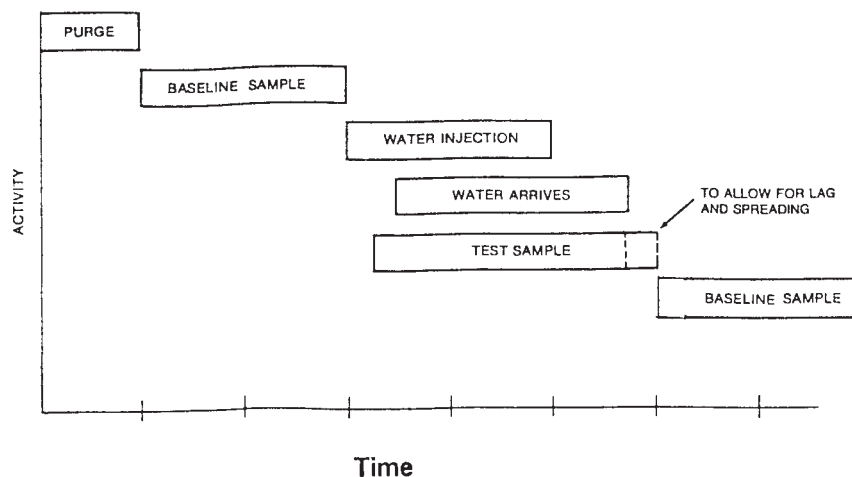 PURGE
BASELINE SAMPLE
WATER INJECTION
WATER ARRIVES
TO ALLOW FOR LAG
AND SPREADING
TEST SAMPLE
BASELINE SAMPLE
ACTIVITY
Time